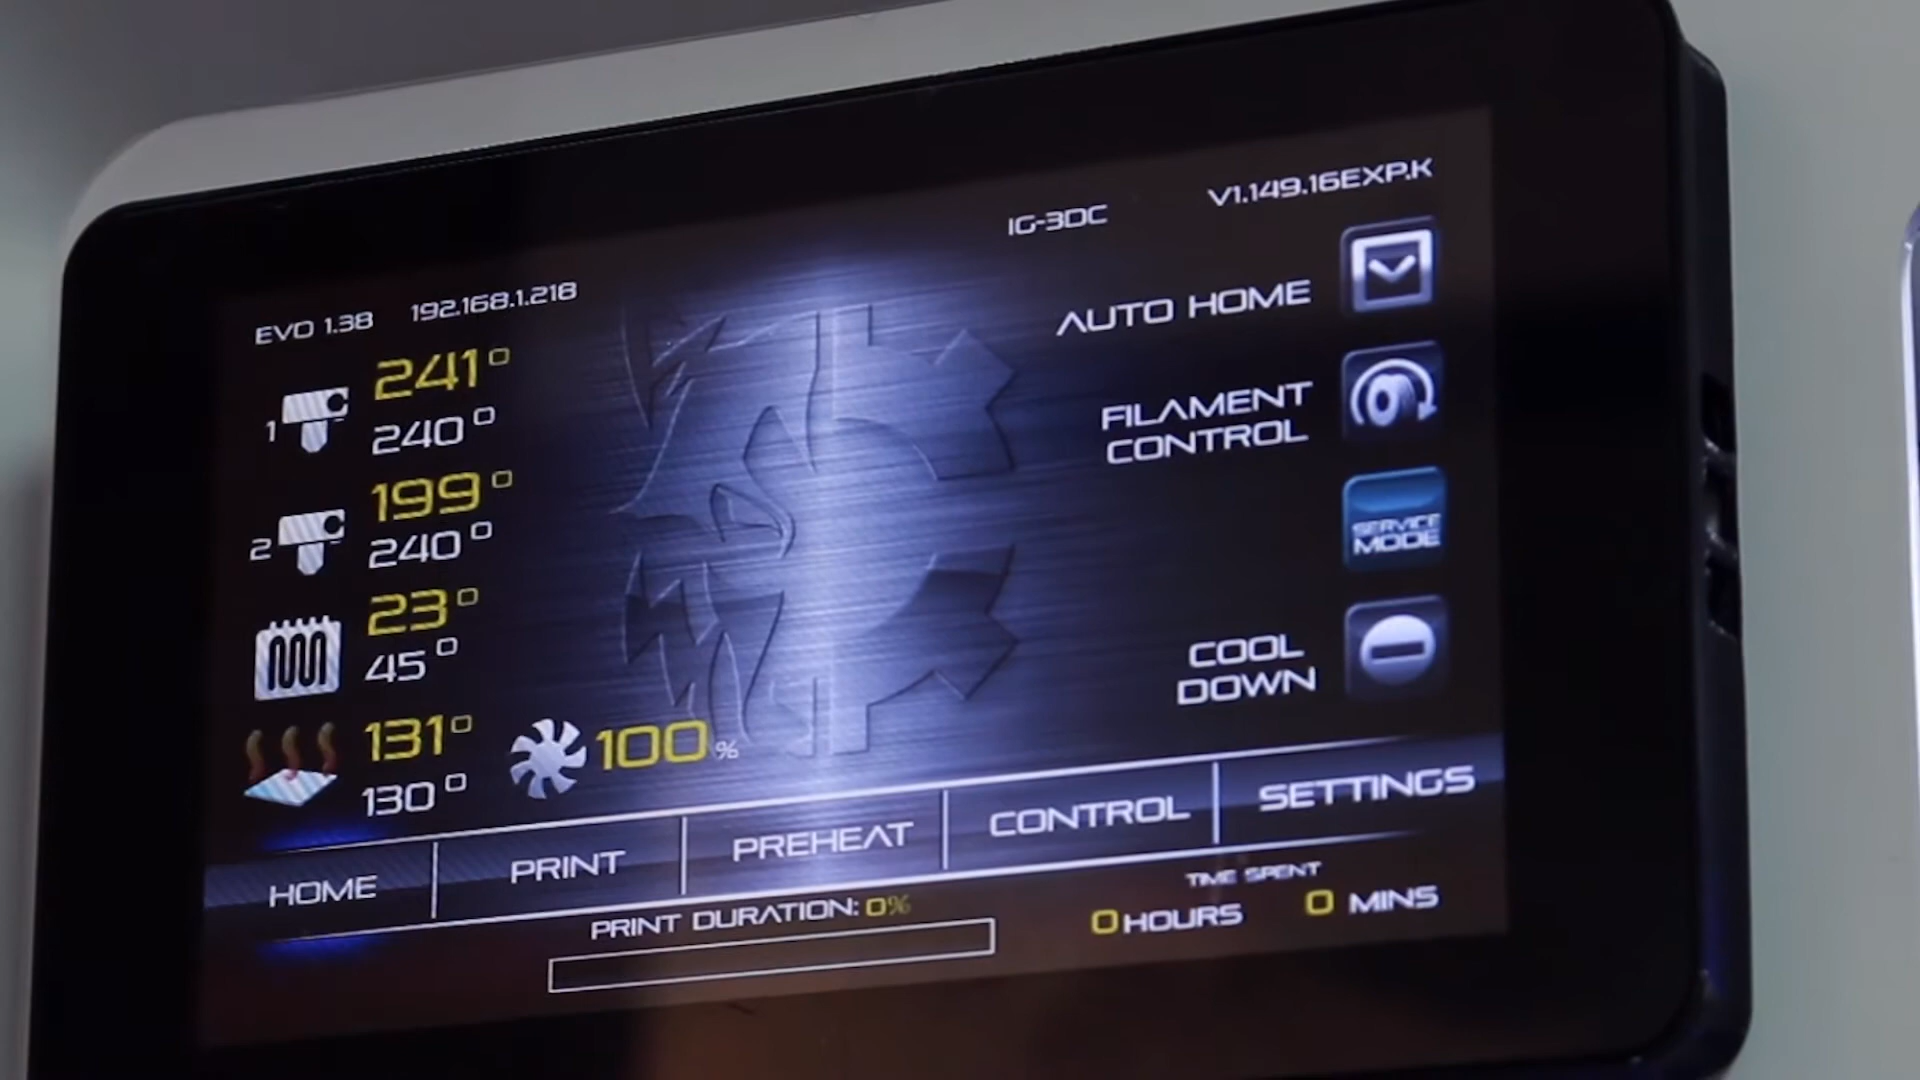 IG-3DC V1.149.16EXP.K
EVO 1.38 192.168.1.218
1 241°
240°
2 199°
240°
23°
45°
131°
130°
100%
AUTO HOME
FILAMENT
CONTROL
SERVICE
MODE
COOL
DOWN
HOME PRINT PREHEAT CONTROL SETTINGS
PRINT DURATION: 0%
TIME SPENT
0 HOURS 0 MINS